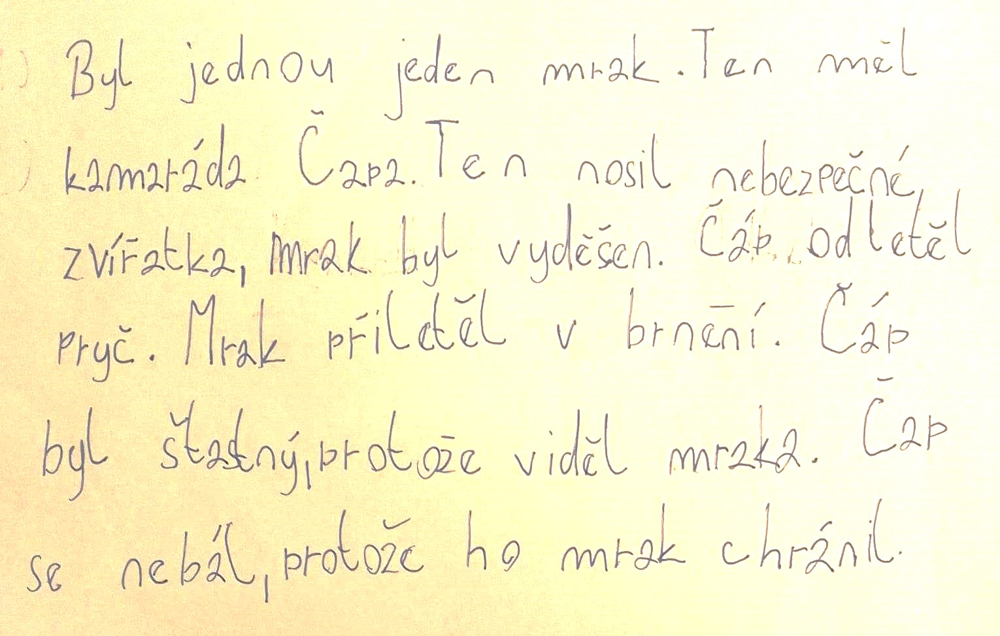 Byl jednou jeden mrak. Ten měl
kamaráda Čapa. Ten nosil nebezpečné
zvířatka, mrak byl vyděšen. Čáp odletěl
pryč. Mrak příletěl v brnění. Čáp
byl štastný, protože viděl mraka. Čap
se nebál, protože ho mrak chránil.